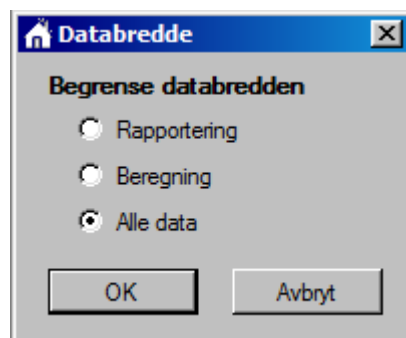 Databredde
Begrense databredden
Rapportering
Beregning
Alle data
OK
Avbryt